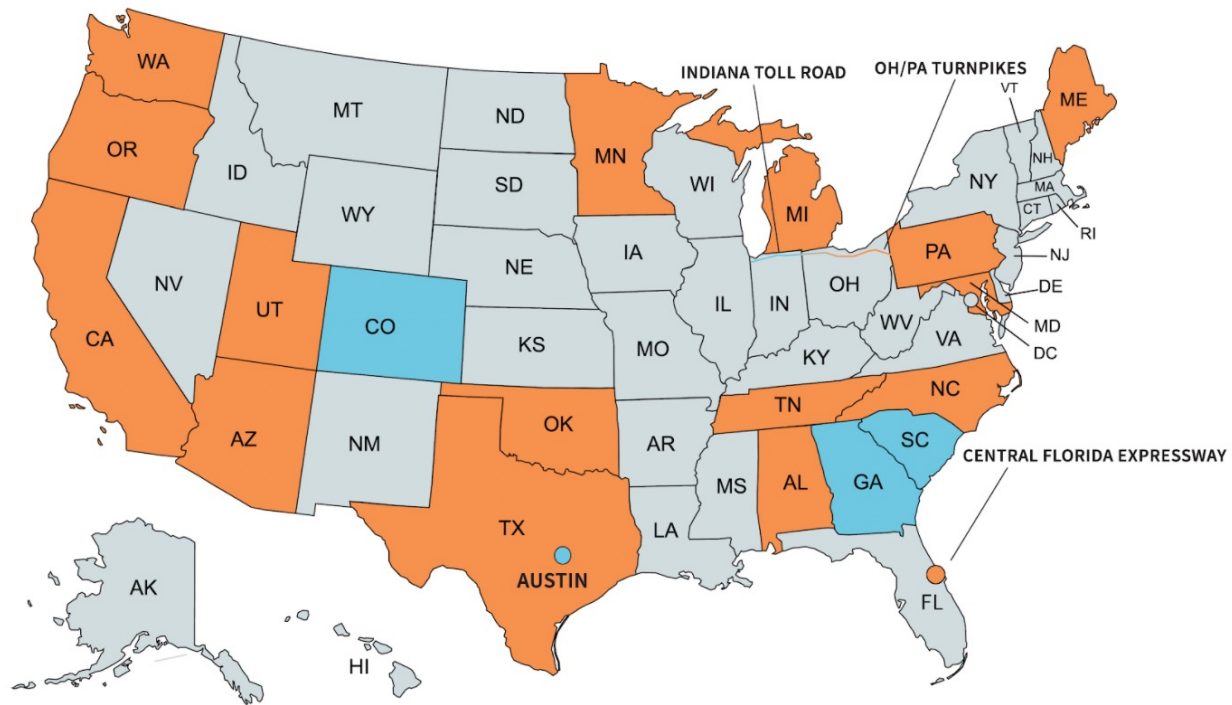 INDIANA TOLL ROAD
OH/PA TURNPIKES
WA
MT
ND
MN
VT
ME
OR
ID
SD
WI
NY
NH
WY
MI
MA
CT
RI
IA
NE
PA
NJ
NV
UT
IL
IN
OH
DE
CA
CO
KS
MO
WV
MD
KY
VA
DC
NC
TN
AZ
NM
OK
AR
SC
CENTRAL FLORIDA EXPRESSWAY
MS
AL
GA
TX
LA
AUSTIN
AK
FL
HI